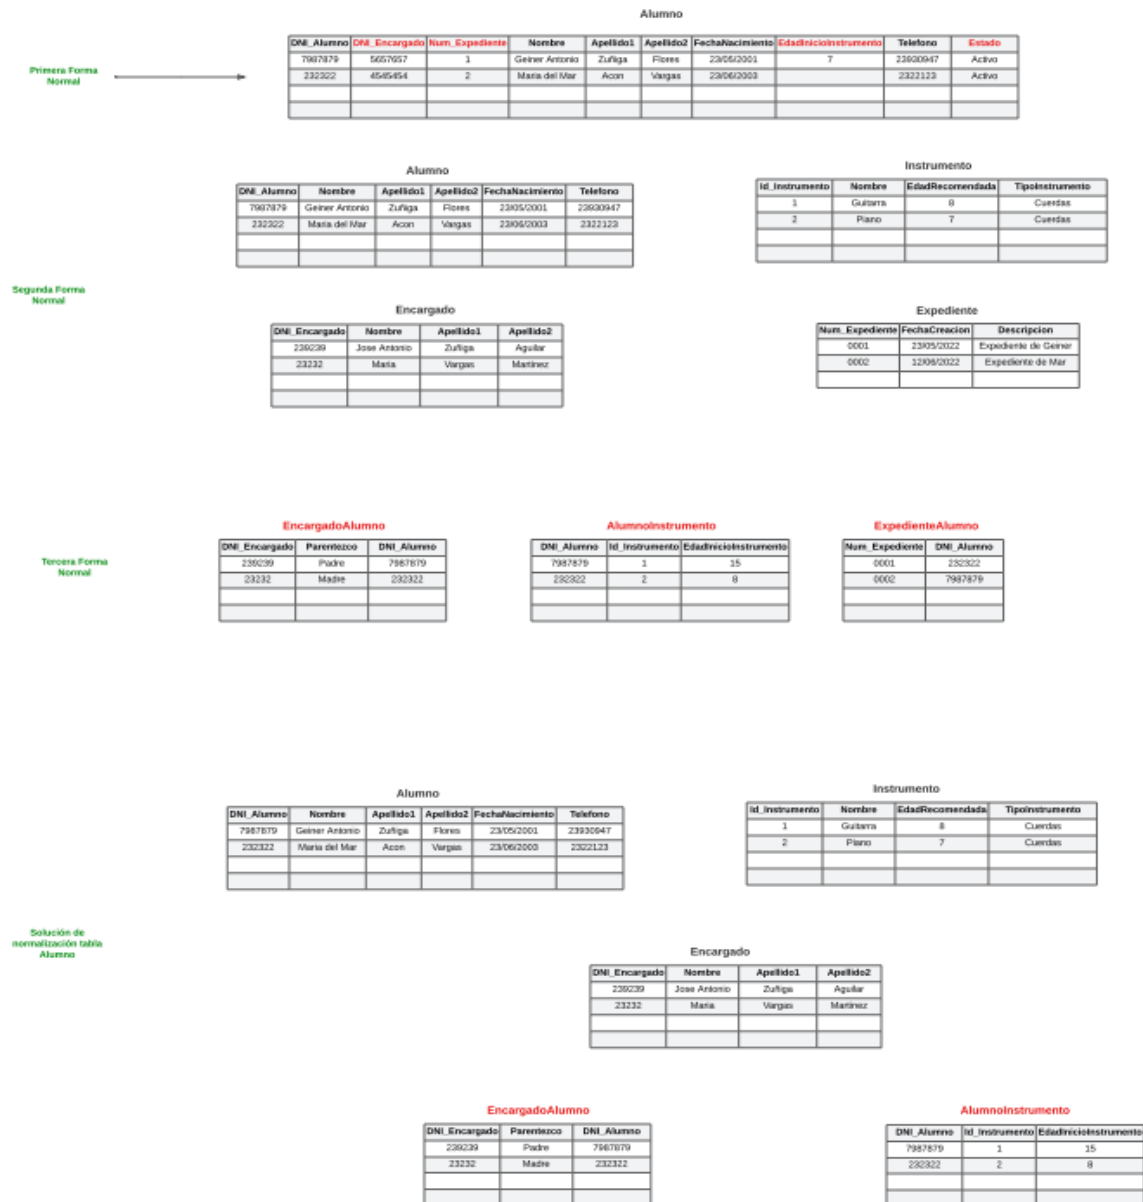 Alumno
DNI_Alumno DNI_Encargado Num_Expediente Nombre Apellido1 Apellido2 FechaNacimiento EdadInicioInstrumento Telefono Estado
7987879 5657657 1 Geiner Antonio Zuñiga Flores 23/05/2001 7 23930947 Activo
232322 4545454 2 Maria del Mar Acon Vargas 23/06/2003 2322123 Activo
Primera Forma
Normal
Alumno
DNI_Alumno Nombre Apellido1 Apellido2 FechaNacimiento Telefono
7987879 Geiner Antonio Zuñiga Flores 23/05/2001 23930947
232322 Maria del Mar Acon Vargas 23/06/2003 2322123
Instrumento
Id_Instrumento Nombre EdadRecomendada TipoInstrumento
1 Guitarra 8 Cuerdas
2 Piano 7 Cuerdas
Segunda Forma
Normal
Encargado
DNI_Encargado Nombre Apellido1 Apellido2
239239 Jose Antonio Zuñiga Aguilar
23232 Maria Vargas Martinez
Expediente
Num_Expediente FechaCreacion Descripcion
0001 23/05/2022 Expediente de Geiner
0002 12/06/2022 Expediente de Mar
Tercera Forma
Normal
EncargadoAlumno
DNI_Encargado Parentezco DNI_Alumno
239239 Padre 7987879
23232 Madre 232322
AlumnoInstrumento
DNI_Alumno Id_Instrumento EdadInicioInstrumento
7987879 1 15
232322 2 8
ExpedienteAlumno
Num_Expediente DNI_Alumno
0001 232322
0002 7987879
Alumno
DNI_Alumno Nombre Apellido1 Apellido2 FechaNacimiento Telefono
7987879 Geiner Antonio Zuñiga Flores 23/05/2001 23930947
232322 Maria del Mar Acon Vargas 23/06/2003 2322123
Instrumento
Id_Instrumento Nombre EdadRecomendada TipoInstrumento
1 Guitarra 8 Cuerdas
2 Piano 7 Cuerdas
Solución de
normalización tabla
Alumno
Encargado
DNI_Encargado Nombre Apellido1 Apellido2
239239 Jose Antonio Zuñiga Aguilar
23232 Maria Vargas Martinez
EncargadoAlumno
DNI_Encargado Parentezco DNI_Alumno
239239 Padre 7987879
23232 Madre 232322
AlumnoInstrumento
DNI_Alumno Id_Instrumento EdadInicioInstrumento
7987879 1 15
232322 2 8